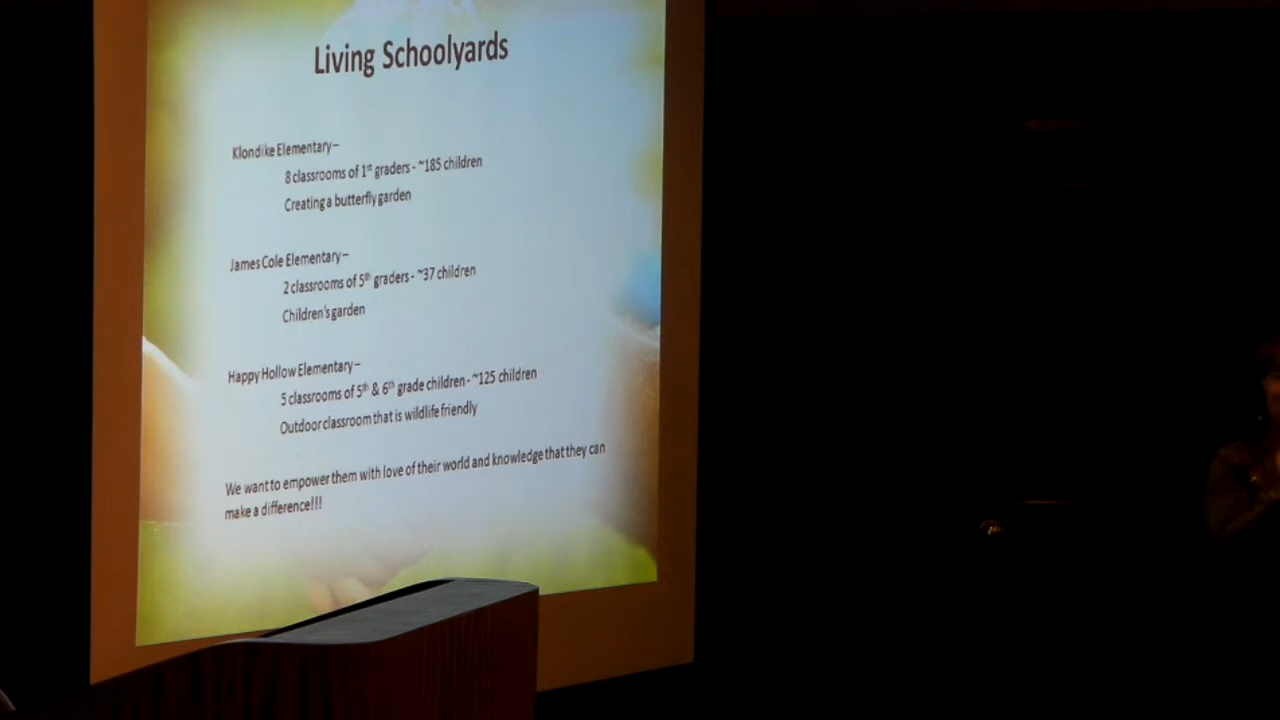 Living Schoolyards
Klondike Elementary –
8 classrooms of 1st graders - ~185 children
Creating a butterfly garden
James Cole Elementary –
2 classrooms of 5th graders - ~37 children
Children's garden
Happy Hollow Elementary –
5 classrooms of 5th & 6th grade children - ~125 children
Outdoor classroom that is wildlife friendly
We want to empower them with love of their world and knowledge that they can
make a difference!!!